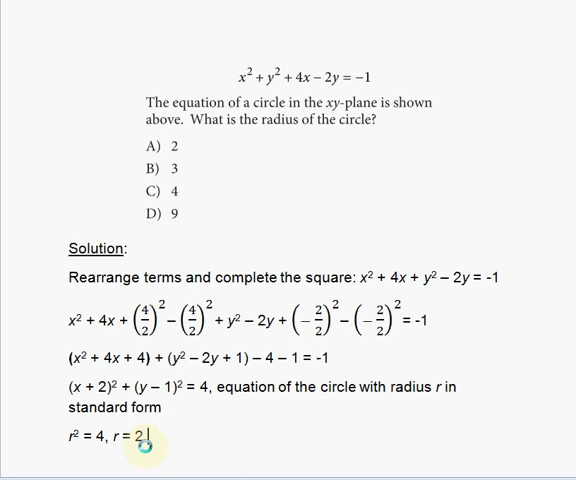 x² + y² + 4x − 2y = −1
The equation of a circle in the xy-plane is shown
above. What is the radius of the circle?
A) 2
B) 3
C) 4
D) 9
Solution:
Rearrange terms and complete the square: x² + 4x + y² – 2y = -1
x² + 4x + (4/2)² – (4/2)² + y² – 2y + (–2/2)² – (–2/2)² = -1
(x² + 4x + 4) + (y² – 2y + 1) – 4 – 1 = -1
(x + 2)² + (y – 1)² = 4, equation of the circle with radius r in
standard form
r² = 4, r = 2